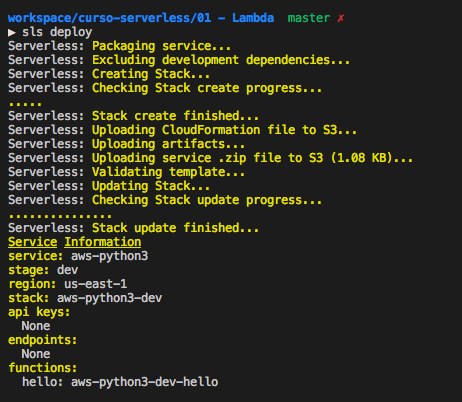 workspace/curso-serverless/01 – Lambda  master ✗
▶ sls deploy
Serverless: Packaging service...
Serverless: Excluding development dependencies...
Serverless: Creating Stack...
Serverless: Checking Stack create progress...
.....
Serverless: Stack create finished...
Serverless: Uploading CloudFormation file to S3...
Serverless: Uploading artifacts...
Serverless: Uploading service .zip file to S3 (1.08 KB)...
Serverless: Validating template...
Serverless: Updating Stack...
Serverless: Checking Stack update progress...
...............
Serverless: Stack update finished...
Service Information
service: aws-python3
stage: dev
region: us-east-1
stack: aws-python3-dev
api keys:
  None
endpoints:
  None
functions:
  hello: aws-python3-dev-hello